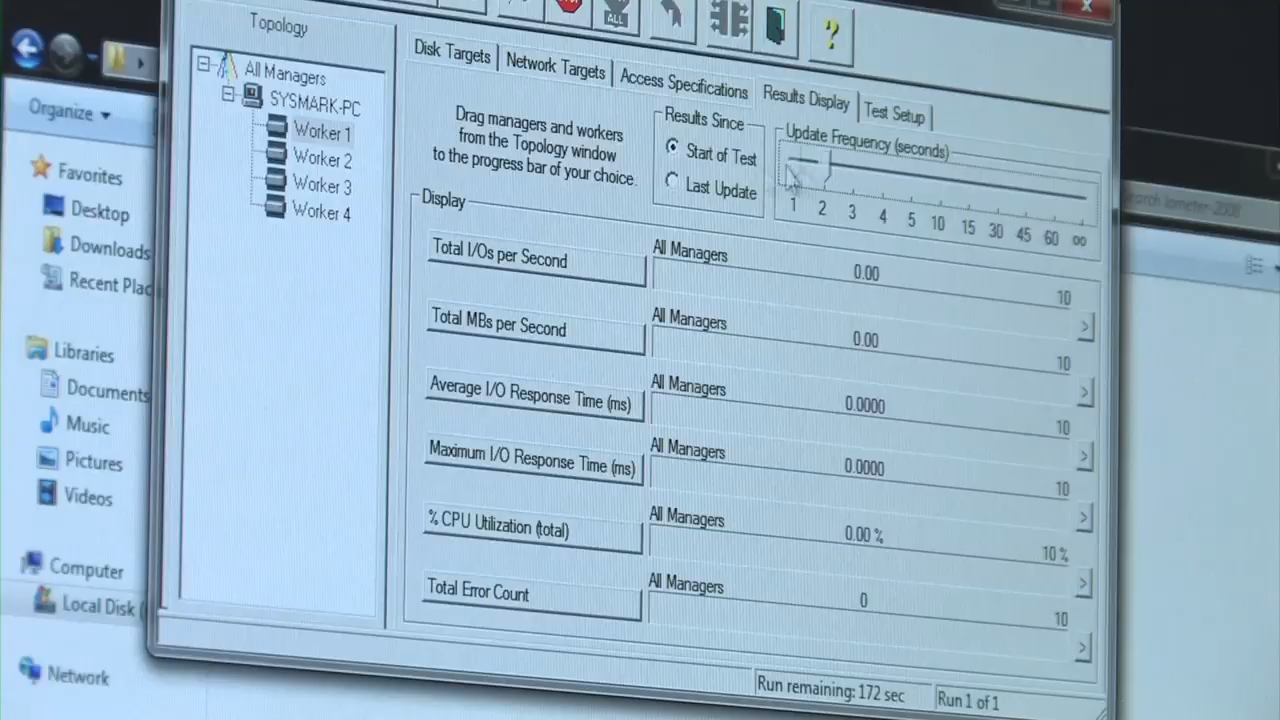 ALL
?
Topology
All Managers
SYSMARK-PC
Worker 1
Worker 2
Worker 3
Worker 4
Disk Targets
Network Targets
Access Specifications
Results Display
Test Setup
Drag managers and workers
from the Topology window
to the progress bar of your choice.
Results Since
Start of Test
Last Update
Update Frequency (seconds)
1 2 3 4 5 10 15 30 45 60 ∞
Display
Total I/Os per Second
All Managers
0.00
10
>
Total MBs per Second
All Managers
0.00
10
>
Average I/O Response Time (ms)
All Managers
0.0000
10
>
Maximum I/O Response Time (ms)
All Managers
0.0000
10
>
% CPU Utilization (total)
All Managers
0.00 %
10 %
>
Total Error Count
All Managers
0
10
>
Run remaining: 172 sec
Run 1 of 1
Organize
Favorites
Desktop
Downloads
Recent Plac
Libraries
Documents
Music
Pictures
Videos
Computer
Local Disk (
Network